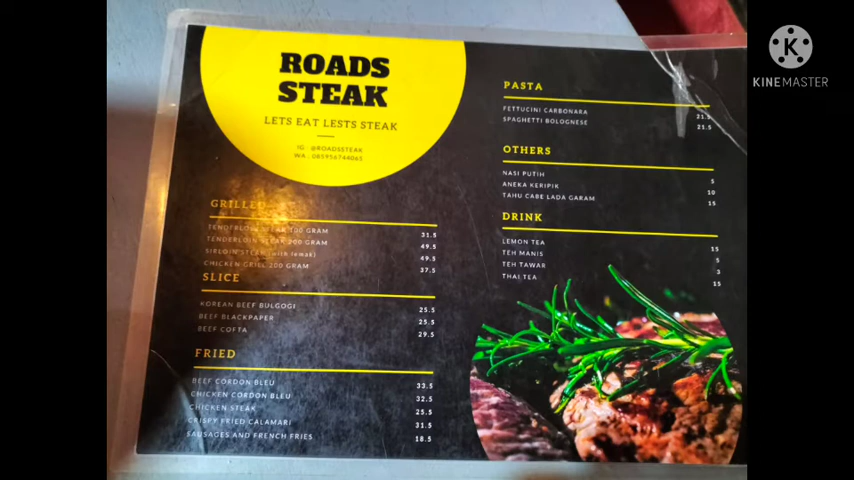 ROADS
STEAK
LETS EAT LESTS STEAK
IG : @ROADSSTEAK
WA : 085956744065
GRILLED
TENDERLOIN STEAK 100 GRAM 31.5
TENDERLOIN STEAK 200 GRAM 49.5
SIRLOIN STEAK (with lemak) 49.5
CHICKEN GRILL 200 GRAM 37.5
SLICE
KOREAN BEEF BULGOGI 25.5
BEEF BLACKPAPER 25.5
BEEF COFTA 29.5
FRIED
BEEF CORDON BLEU 33.5
CHICKEN CORDON BLEU 32.5
CHICKEN STEAK 25.5
CRISPY FRIED CALAMARI 31.5
SAUSAGES AND FRENCH FRIES 18.5
PASTA
FETTUCINI CARBONARA 21.5
SPAGHETTI BOLOGNESE 21.5
OTHERS
NASI PUTIH 5
ANEKA KERIPIK 10
TAHU CABE LADA GARAM 15
DRINK
LEMON TEA 15
TEH MANIS 5
TEH TAWAR 3
THAI TEA 15
K
KINEMASTER